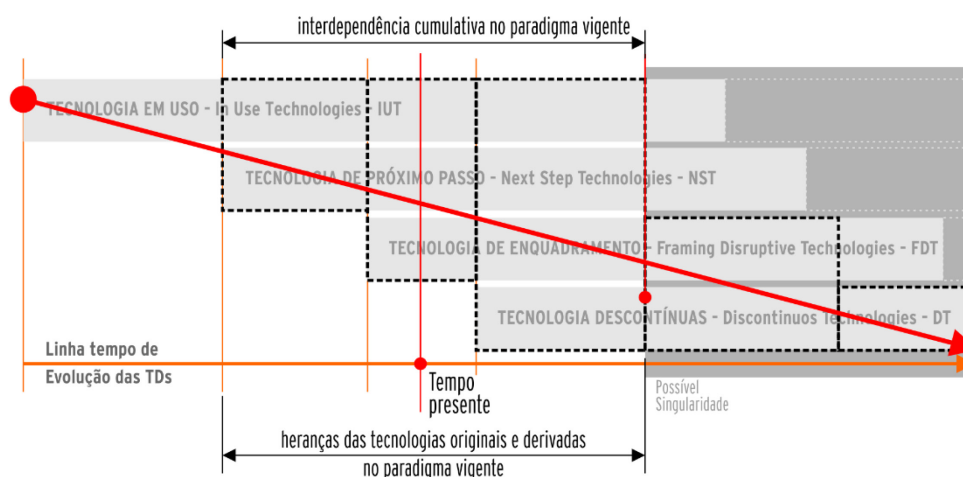 interdependência cumulativa no paradigma vigente
TECNOLOGIA EM USO - In Use Technologies - IUT
TECNOLOGIA DE PRÓXIMO PASSO - Next Step Technologies - NST
TECNOLOGIA DE ENQUADRAMENTO - Framing Disruptive Technologies - FDT
TECNOLOGIA DESCONTÍNUAS - Discontinuos Technologies - DT
Linha tempo de
Evolução das TDs
Tempo
presente
Possível
Singularidade
heranças das tecnologias originais e derivadas
no paradigma vigente